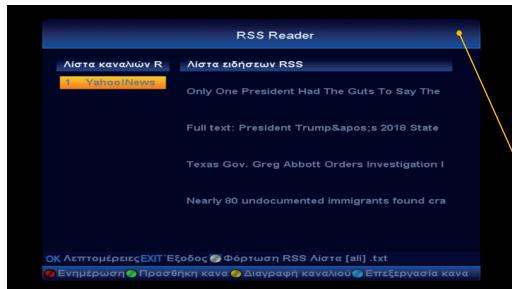 RSS Reader
Λίστα καναλιών R Λίστα ειδήσεων RSS
1 Yahoo!News
Only One President Had The Guts To Say The
Full text: President Trump&apos;s 2018 State
Texas Gov. Greg Abbott Orders Investigation I
Nearly 80 undocumented immigrants found cra
OK Λεπτομέρειες EXIT Έξοδος Φόρτωση RSS Λίστα [ali] .txt
Ενημέρωση Προσθήκη κανα Διαγραφή καναλιού Επεξεργασία κανα